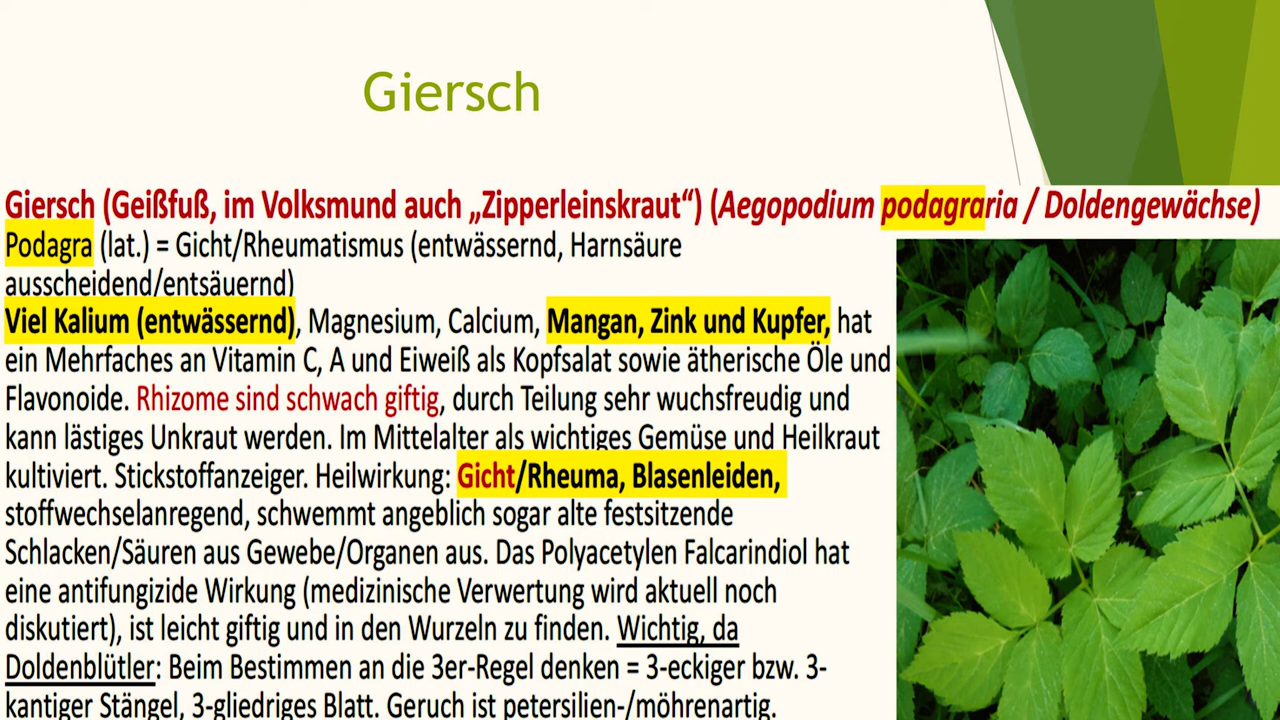 Giersch
Giersch (Geißfuß, im Volksmund auch „Zipperleinskraut“) (Aegopodium podagraria / Doldengewächse)
Podagra (lat.) = Gicht/Rheumatismus (entwässernd, Harnsäure
ausscheidend/entsäuernd)
Viel Kalium (entwässernd), Magnesium, Calcium, Mangan, Zink und Kupfer, hat
ein Mehrfaches an Vitamin C, A und Eiweiß als Kopfsalat sowie ätherische Öle und
Flavonoide. Rhizome sind schwach giftig, durch Teilung sehr wuchsfreudig und
kann lästiges Unkraut werden. Im Mittelalter als wichtiges Gemüse und Heilkraut
kultiviert. Stickstoffanzeiger. Heilwirkung: Gicht/Rheuma, Blasenleiden,
stoffwechselanregend, schwemmt angeblich sogar alte festsitzende
Schlacken/Säuren aus Gewebe/Organen aus. Das Polyacetylen Falcarindiol hat
eine antifungizide Wirkung (medizinische Verwertung wird aktuell noch
diskutiert), ist leicht giftig und in den Wurzeln zu finden. Wichtig, da
Doldenblütler: Beim Bestimmen an die 3er-Regel denken = 3-eckiger bzw. 3-
kantiger Stängel, 3-gliedriges Blatt. Geruch ist petersilien-/möhrenartig.